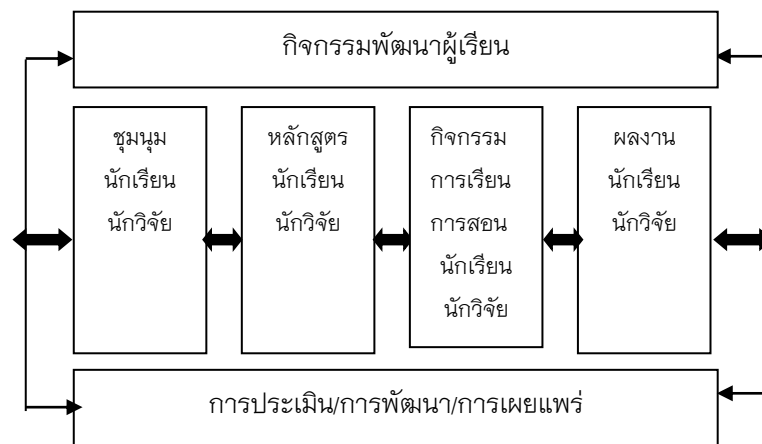 กิจกรรมพัฒนาผู้เรียน
ชุมนุม
นักเรียน
นักวิจัย
หลักสูตร
นักเรียน
นักวิจัย
กิจกรรม
การเรียน
การสอน
นักเรียน
นักวิจัย
ผลงาน
นักเรียน
นักวิจัย
การประเมิน/การพัฒนา/การเผยแพร่